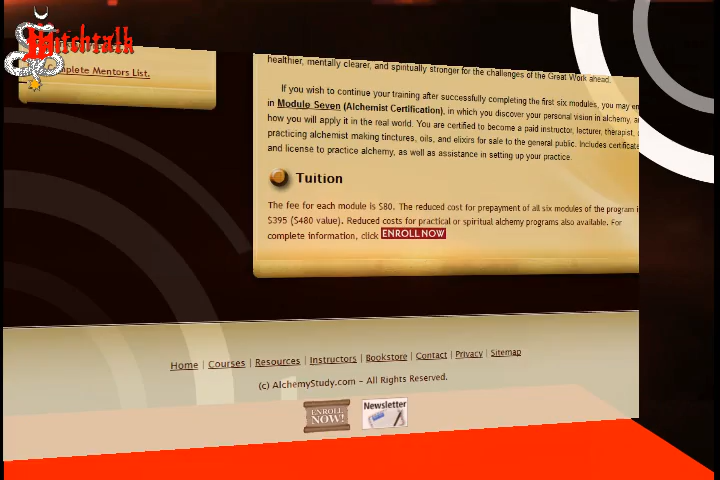 Witchtalk
Complete Mentors List.
healthier, mentally clearer, and spiritually stronger for the challenges of the Great Work ahead.
If you wish to continue your training after successfully completing the first six modules, you may en
in Module Seven (Alchemist Certification), in which you discover your personal vision in alchemy, a
how you will apply it in the real world. You are certified to become a paid instructor, lecturer, therapist,
practicing alchemist making tinctures, oils, and elixirs for sale to the general public. Includes certificate
and license to practice alchemy, as well as assistance in setting up your practice.
Tuition
The fee for each module is $80. The reduced cost for prepayment of all six modules of the program i
$395 ($480 value). Reduced costs for practical or spiritual alchemy programs also available. For
complete information, click ENROLL NOW
Home | Courses | Resources | Instructors | Bookstore | Contact | Privacy | Sitemap
(c) AlchemyStudy.com ~ All Rights Reserved.
ENROLL NOW!
Newsletter